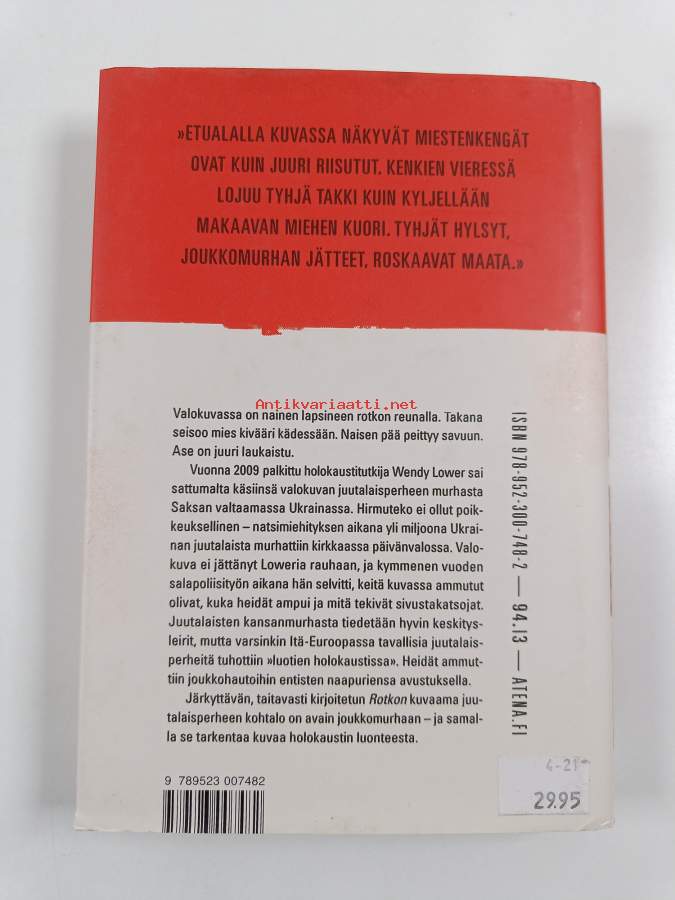 »ETUALALLA KUVASSA NÄKYVÄT MIESTENKENGÄT
OVAT KUIN JUURI RIISUTUT. KENKIEN VIERESSÄ
LOJUU TYHJÄ TAKKI KUIN KYLJELLÄÄN
MAKAAVAN MIEHEN KUORI. TYHJÄT HYLSYT,
JOUKKOMURHAN JÄTTEET, ROSKAAVAT MAATA.»
Antikvariaatti.net
Valokuvassa on nainen lapsineen rotkon reunalla. Takana
seisoo mies kivääri kädessään. Naisen pää peittyy savuun.
Ase on juuri laukaistu.
Vuonna 2009 palkittu holokaustitutkija Wendy Lower sai
sattumalta käsiinsä valokuvan juutalaisperheen murhasta
Saksan valtaamassa Ukrainassa. Hirmuteko ei ollut poik-
keuksellinen – natsimiehityksen aikana yli miljoona Ukrai-
nan juutalaista murhattiin kirkkaassa päivänvalossa. Valo-
kuva ei jättänyt Loweria rauhaan, ja kymmenen vuoden
salapoliisityön aikana hän selvitti, keitä kuvassa ammutut
olivat, kuka heidät ampui ja mitä tekivät sivustakatsojat.
Juutalaisten kansanmurhasta tiedetään hyvin keskitys-
leirit, mutta varsinkin Itä-Euroopassa tavallisia juutalais-
perheitä tuhottiin »luotien holokaustissa». Heidät ammut-
tiin joukkohautoihin entisten naapuriensa avustuksella.
Järkyttävän, taitavasti kirjoitetun Rotkon kuvaama juu-
talaisperheen kohtalo on avain joukkomurhaan – ja samal-
la se tarkentaa kuvaa holokaustin luonteesta.
ISBN 978-952-300-748-2 — 94.13 — ATENA.FI
9 789523 007482
29.95